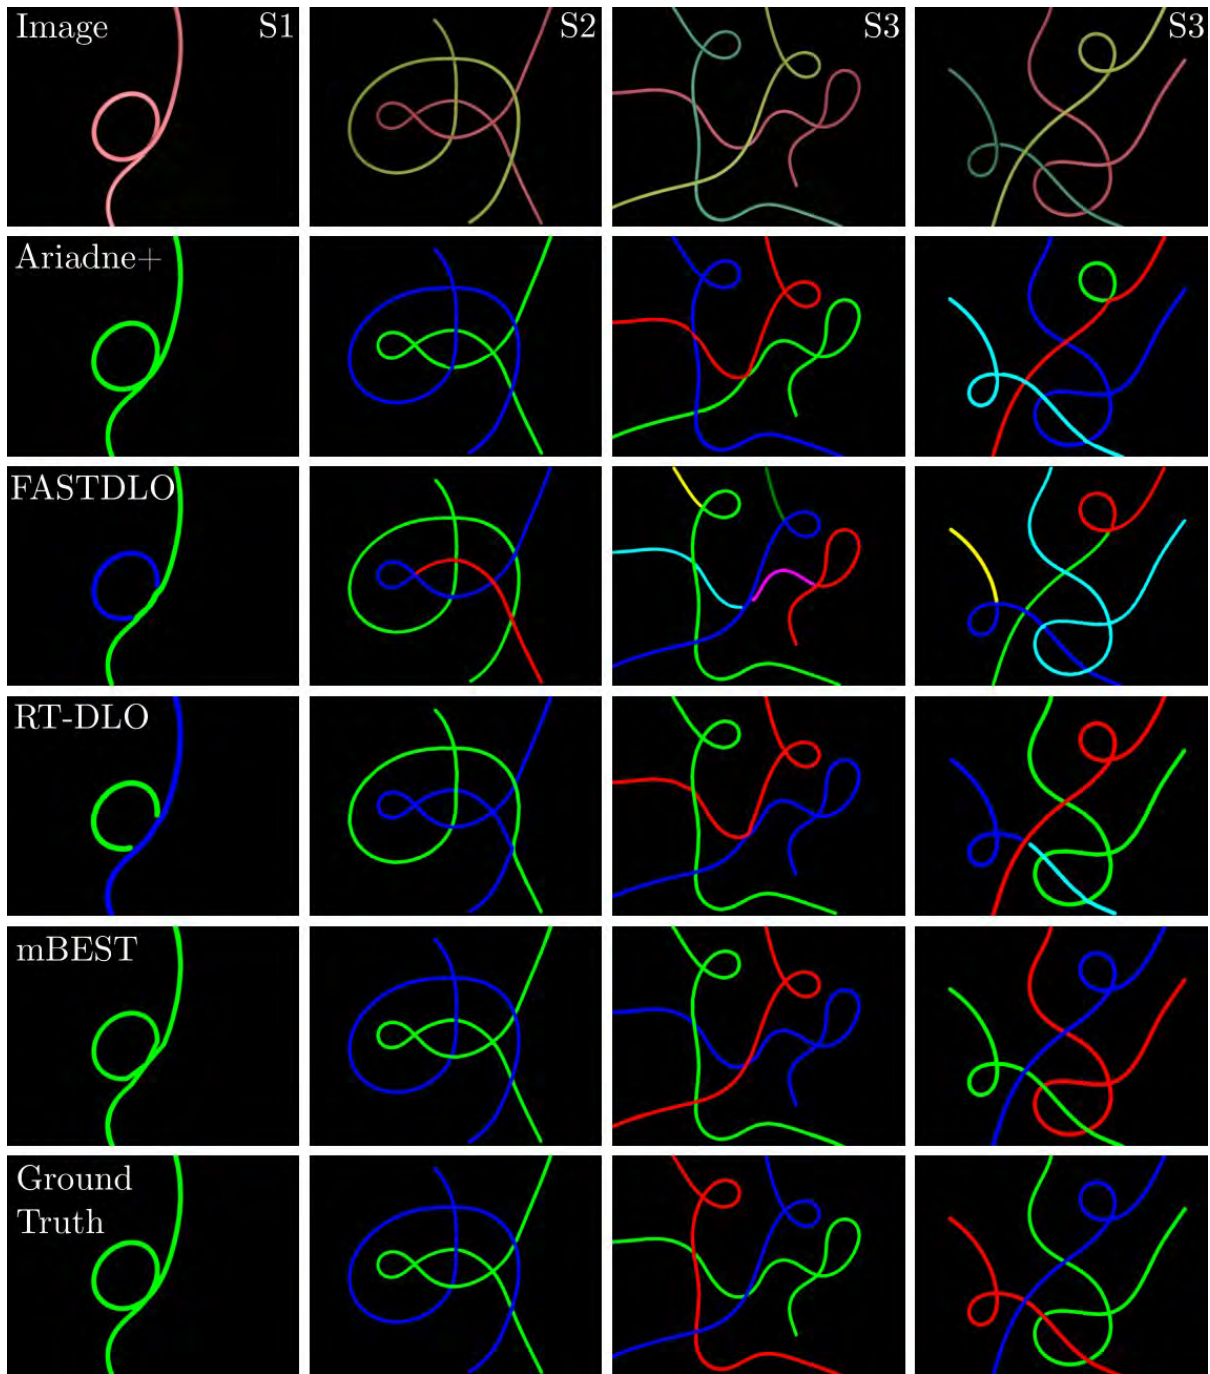 Image
S1
S2
S3
S3
Ariadne+
FASTDLO
RT-DLO
mBEST
Ground
Truth